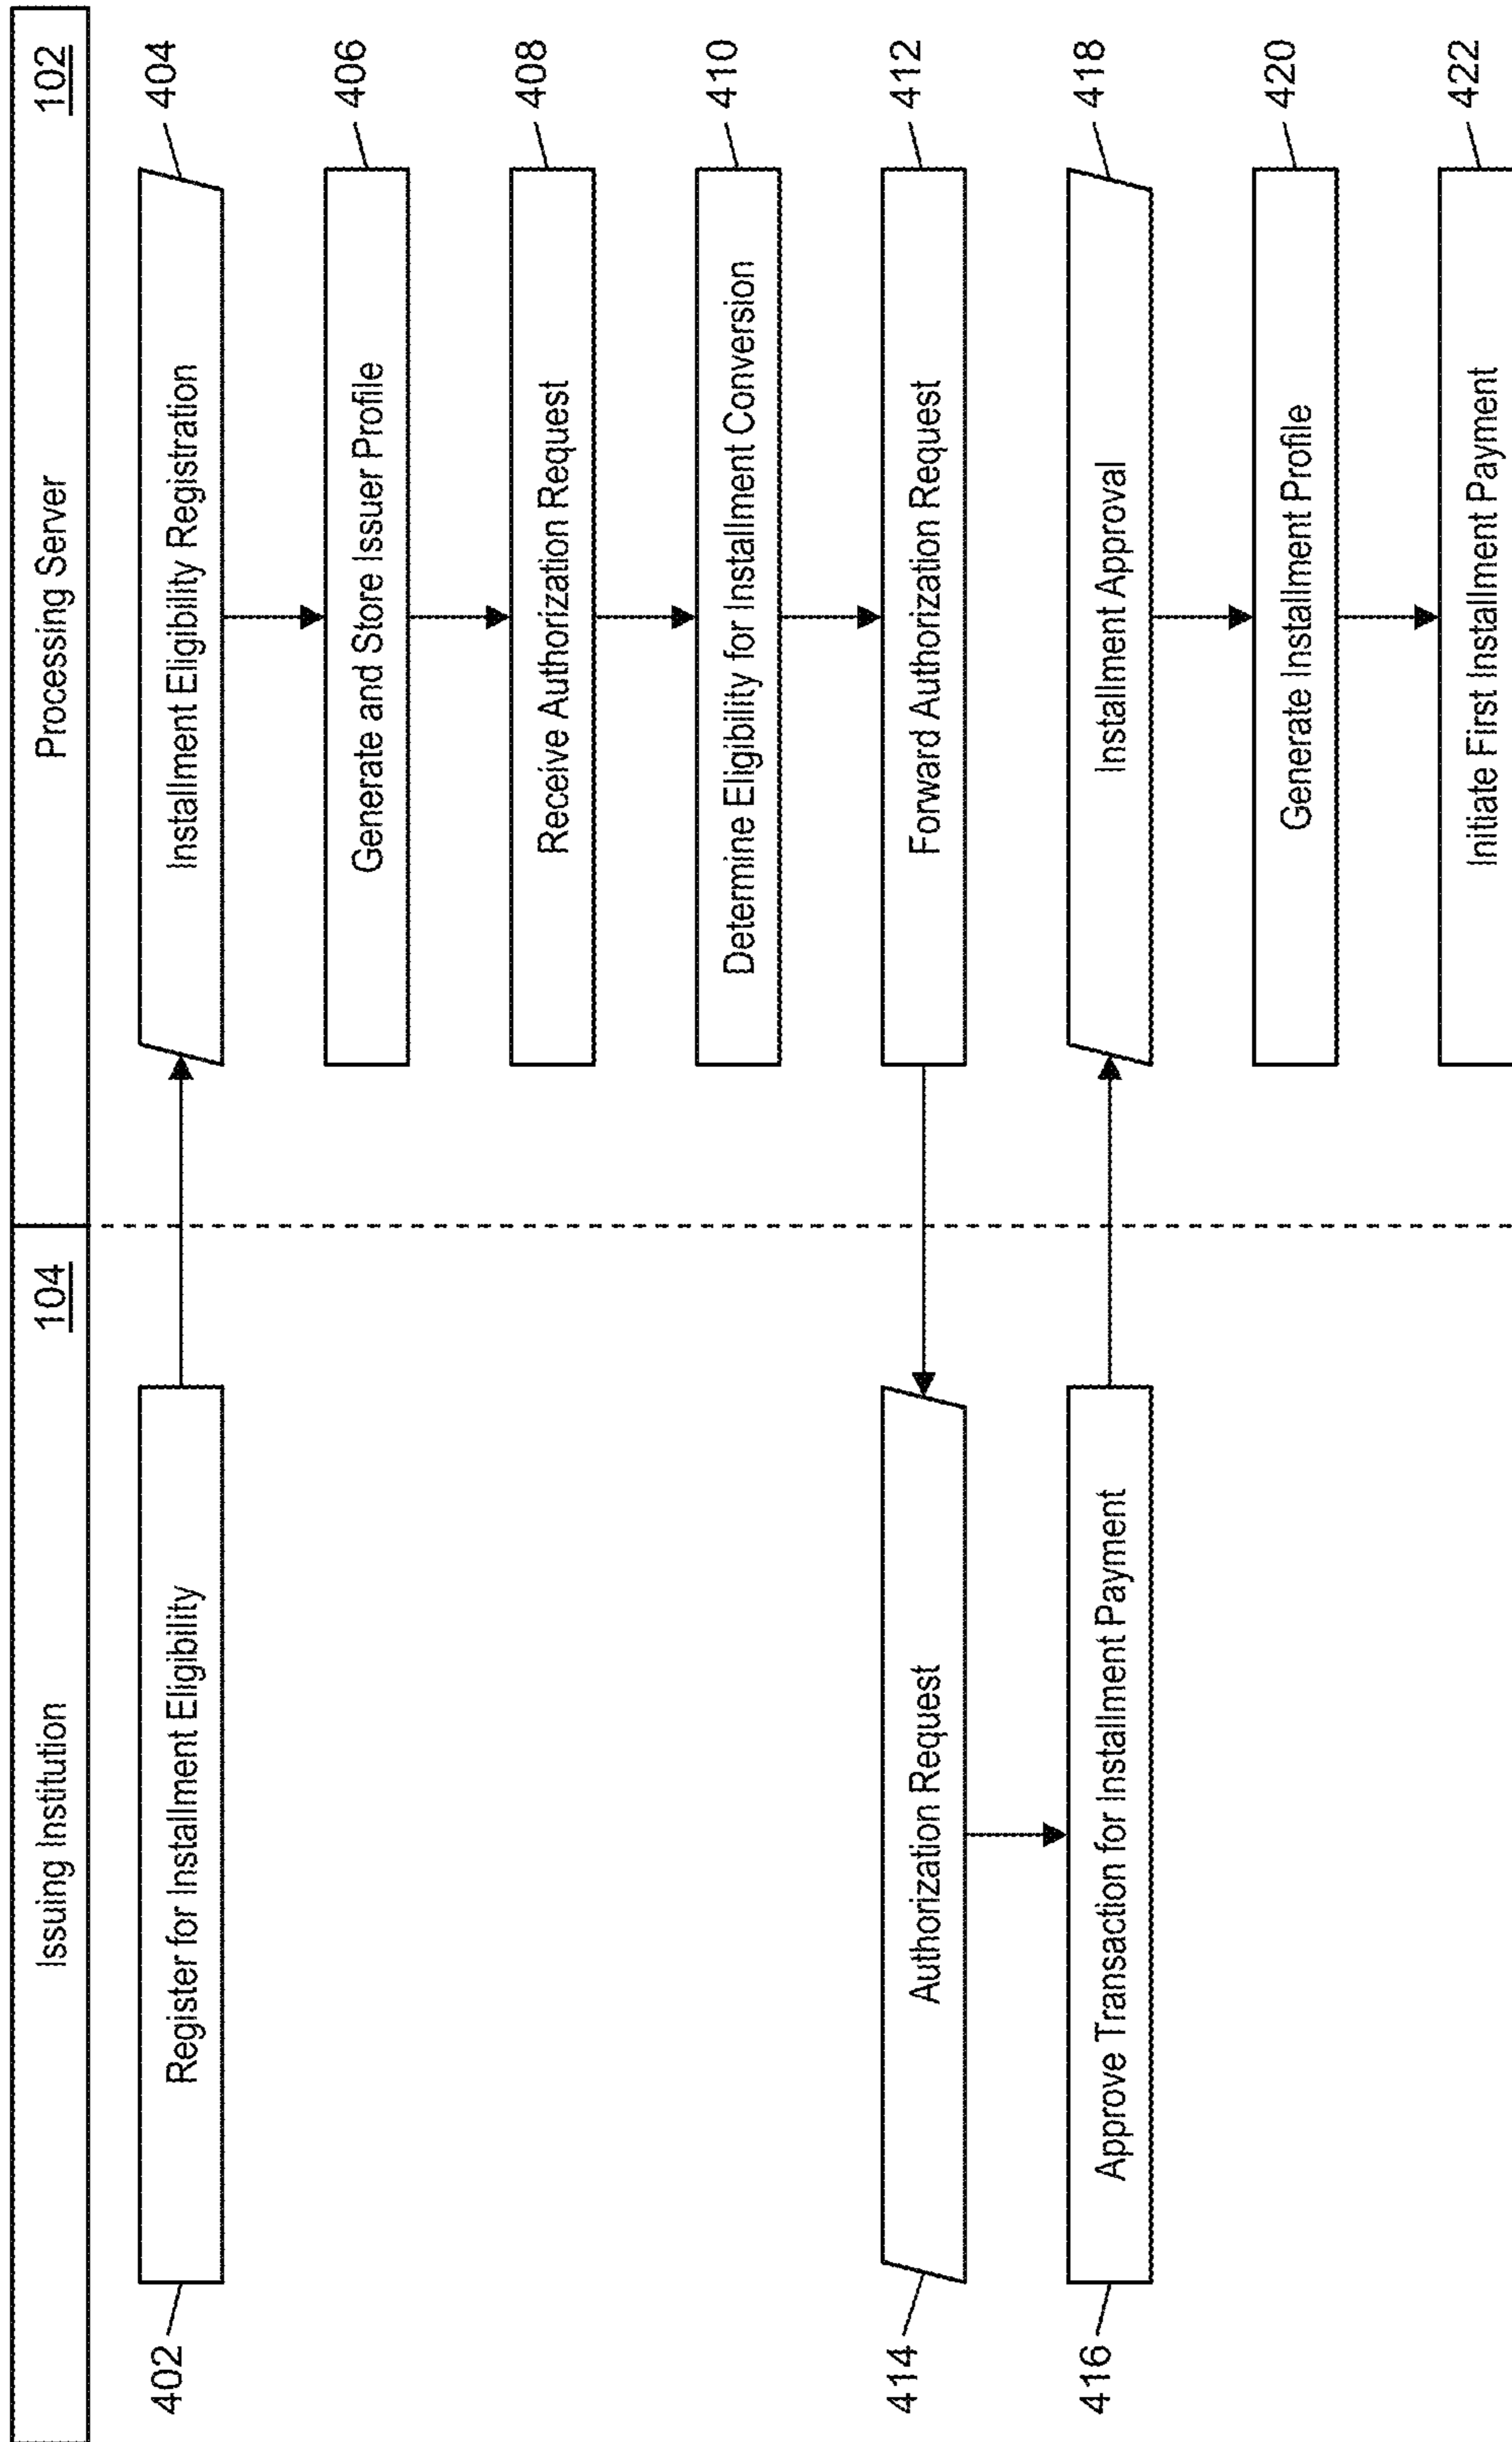 Issuing Institution
104
Processing Server
102
402
Register for Installment Eligibility
Installment Eligibility Registration
404
Generate and Store Issuer Profile
406
Receive Authorization Request
408
Determine Eligibility for Installment Conversion
410
414
Authorization Request
Forward Authorization Request
412
416
Approve Transaction for Installment Payment
Installment Approval
418
Generate Installment Profile
420
Initiate First Installment Payment
422